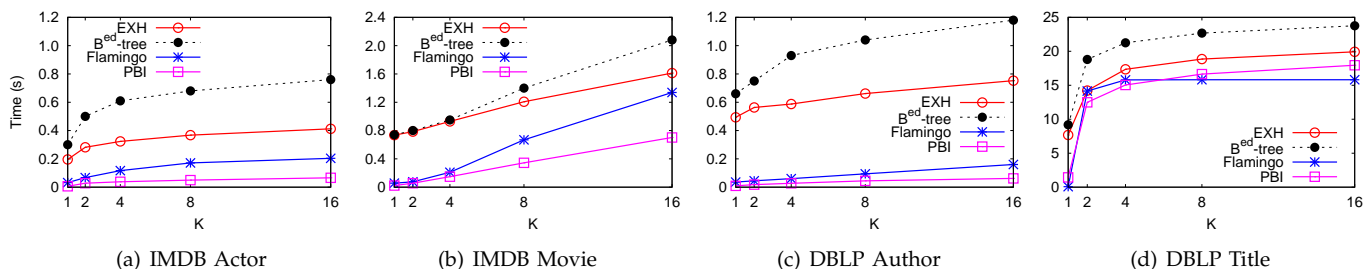 Time (s)
1.2
1.0
0.8
0.6
0.4
0.2
0
1 2 4 8 16
K
EXH
B^ed-tree
Flamingo
PBI
(a) IMDB Actor
2.4
2.0
1.6
1.2
0.8
0.4
0
1 2 4 8 16
K
EXH
B^ed-tree
Flamingo
PBI
(b) IMDB Movie
1.2
1.0
0.8
0.6
0.4
0.2
0
1 2 4 8 16
K
EXH
B^ed-tree
Flamingo
PBI
(c) DBLP Author
25
20
15
10
5
0
1 2 4 8 16
K
EXH
B^ed-tree
Flamingo
PBI
(d) DBLP Title